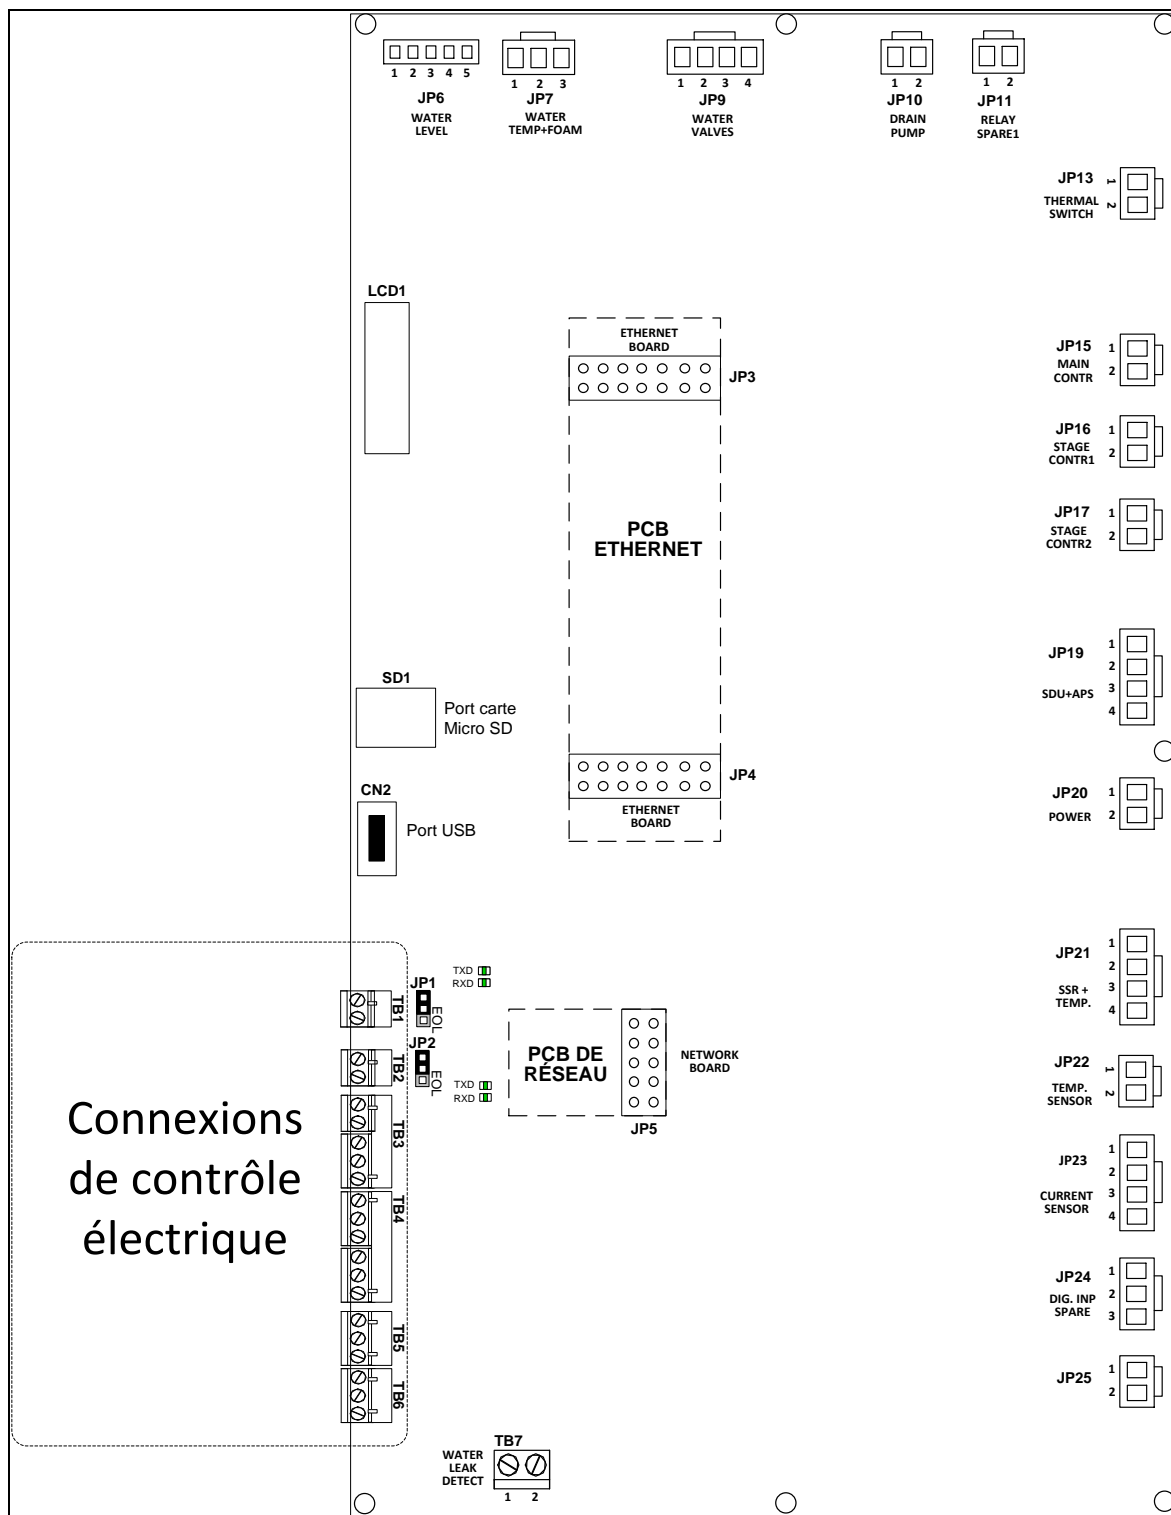 1 2 3 4 5
JP6
WATER
LEVEL
1 2 3
JP7
WATER
TEMP+FOAM
1 2 3 4
JP9
WATER
VALVES
1 2
JP10
DRAIN
PUMP
1 2
JP11
RELAY
SPARE1
JP13
THERMAL
SWITCH
1
2
LCD1
ETHERNET
BOARD
JP3
PCB
ETHERNET
JP4
ETHERNET
BOARD
JP15
MAIN
CONTR
1
2
JP16
STAGE
CONTR1
1
2
JP17
STAGE
CONTR2
1
2
JP19
SDU+APS
1
2
3
4
SD1
Port carte
Micro SD
CN2
Port USB
JP20
POWER
1
2
JP21
SSR +
TEMP.
1
2
3
4
TXD
RXD
JP1
EOL
TB1
JP2
EOL
TB2
TXD
RXD
PCB DE
RÉSEAU
NETWORK
BOARD
JP5
JP22
TEMP.
SENSOR
1
2
Connexions
de contrôle
électrique
TB3
TB4
TB5
TB6
JP23
CURRENT
SENSOR
1
2
3
4
JP24
DIG. INP
SPARE
1
2
3
JP25
1
2
TB7
WATER
LEAK
DETECT
1 2